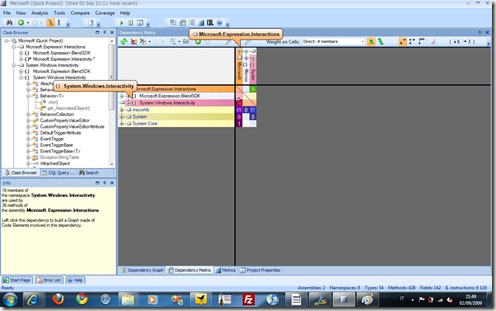 Microsoft (Quick Project) (Wed 02 Sep 21:11 most recent)
File Analysis Edit Tools Compare Coverage Help
Microsoft.Expression.Interactions
Class Browser
Dependency Matrix
Weight on Cells: Direct: # members
Microsoft (Quick Project)
Microsoft.Expression.Interactions
Microsoft.Expression.BlendSDK
Microsoft.Expression.Interactivity
System.Windows.Interactivity
Microsoft.Expression.BlendSDK
{} System.Windows.Interactivity
{} System.Windows.Interactivity
Behavior<T>
.ctor()
get_AssociatedObject()
BehaviorCollection
CustomPropertyValueEditor
CustomPropertyValueEditorAttribute
DefaultTriggerAttribute
EventTrigger
EventTriggerBase
EventTriggerBase<T>
ExceptionStringTable
IAttachedObject
Interactions
Microsoft.Expression.BlendSDK
System.Windows.Interactivity
mscorlib
System
System.Core
Class Browser CQL Query ... Search
Info
16 members of
the namespace System.Windows.Interactivity
are used by
36 methods of
the assembly Microsoft.Expression.Interactions
Left click the dependency to build a Graph made of
Code Elements involved in this dependency.
Dependency Graph Dependency Matrix Metrics Project Properties
Start Page Error List Help
Assemblies: 2 Namespaces: 8 Types: 54 Methods: 428 Fields: 142 IL instructions: 8 119
IT
21.49
02/09/2009